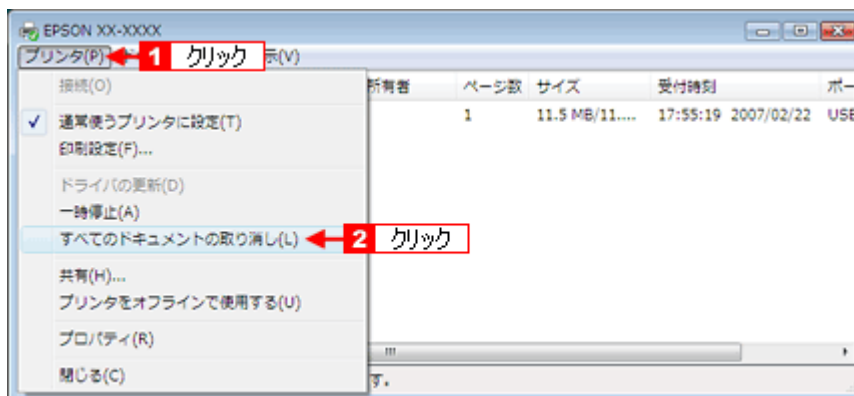 EPSON XX-XXXX
プリンタ(P) 1 クリック 示(V)
接続(O)
所有者 ページ数 サイズ 受付時刻 ポー
通常使うプリンタに設定(T)
1 11.5 MB/11.... 17:55:19 2007/02/22 USB
印刷設定(F)...
ドライバの更新(D)
一時停止(A)
すべてのドキュメントの取り消し(L) 2 クリック
共有(H)...
プリンタをオフラインで使用する(U)
プロパティ(R)
閉じる(C)
す。